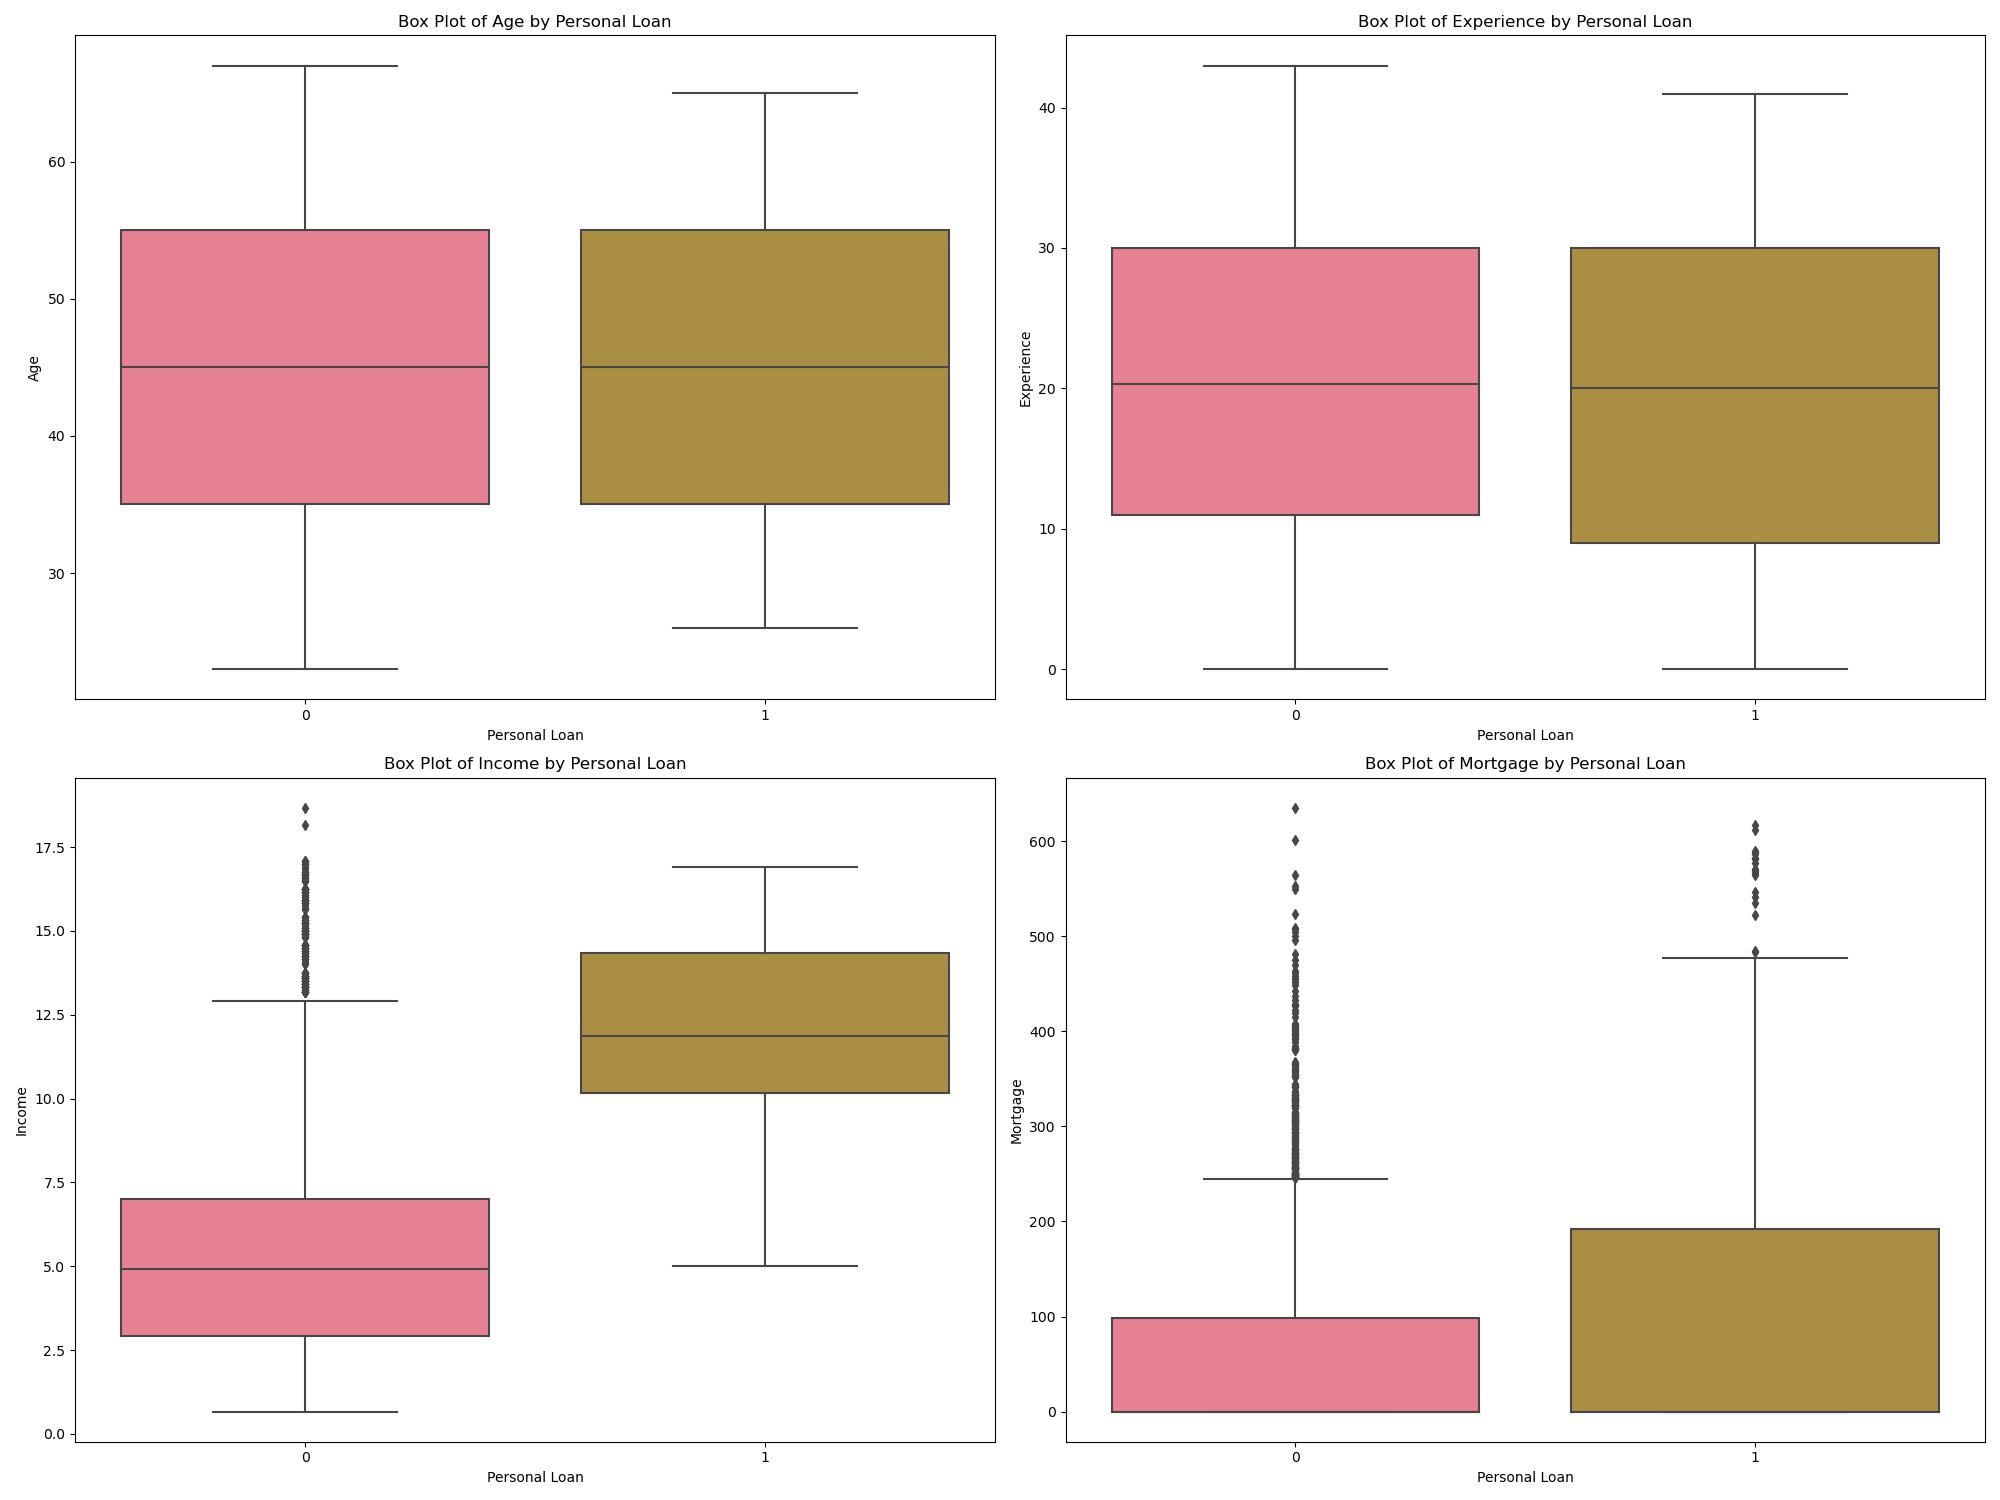 Box Plot of Age by Personal Loan
60
50
40
30
Age
0
1
Personal Loan
Box Plot of Experience by Personal Loan
40
30
20
10
0
Experience
0
1
Personal Loan
Box Plot of Income by Personal Loan
17.5
15.0
12.5
10.0
7.5
5.0
2.5
0.0
Income
0
1
Personal Loan
Box Plot of Mortgage by Personal Loan
600
500
400
300
200
100
0
Mortgage
0
1
Personal Loan